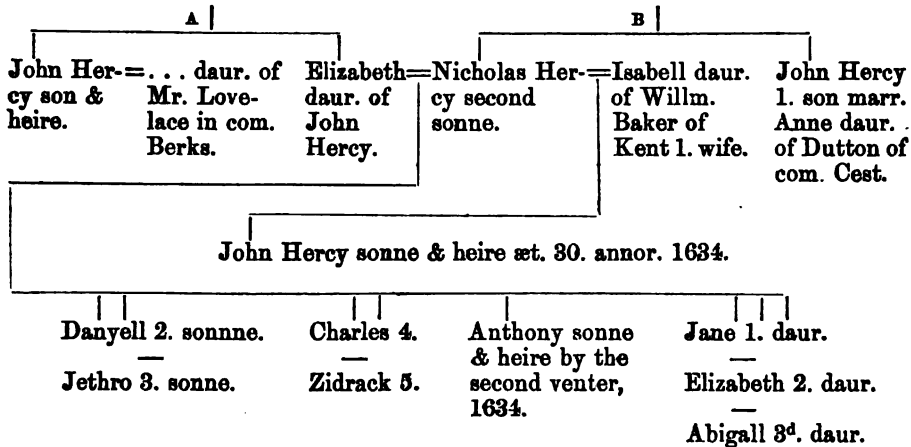 A
B
John Her-
cy son &
heire.
=. . . daur. of
Mr. Love-
lace in com.
Berks.
Elizabeth=
daur. of
John
Hercy.
Nicholas Her-
cy second
sonne.
=Isabell daur.
of Willm.
Baker of
Kent 1. wife.
John Hercy
1. son marr.
Anne daur.
of Dutton of
com. Cest.
John Hercy sonne & heire æt. 30. annor. 1634.
Danyell 2. sonnne.
Jethro 3. sonne.
Charles 4.
Zidrack 5.
Anthony sonne
& heire by the
second venter,
1634.
Jane 1. daur.
Elizabeth 2. daur.
Abigall 3d. daur.